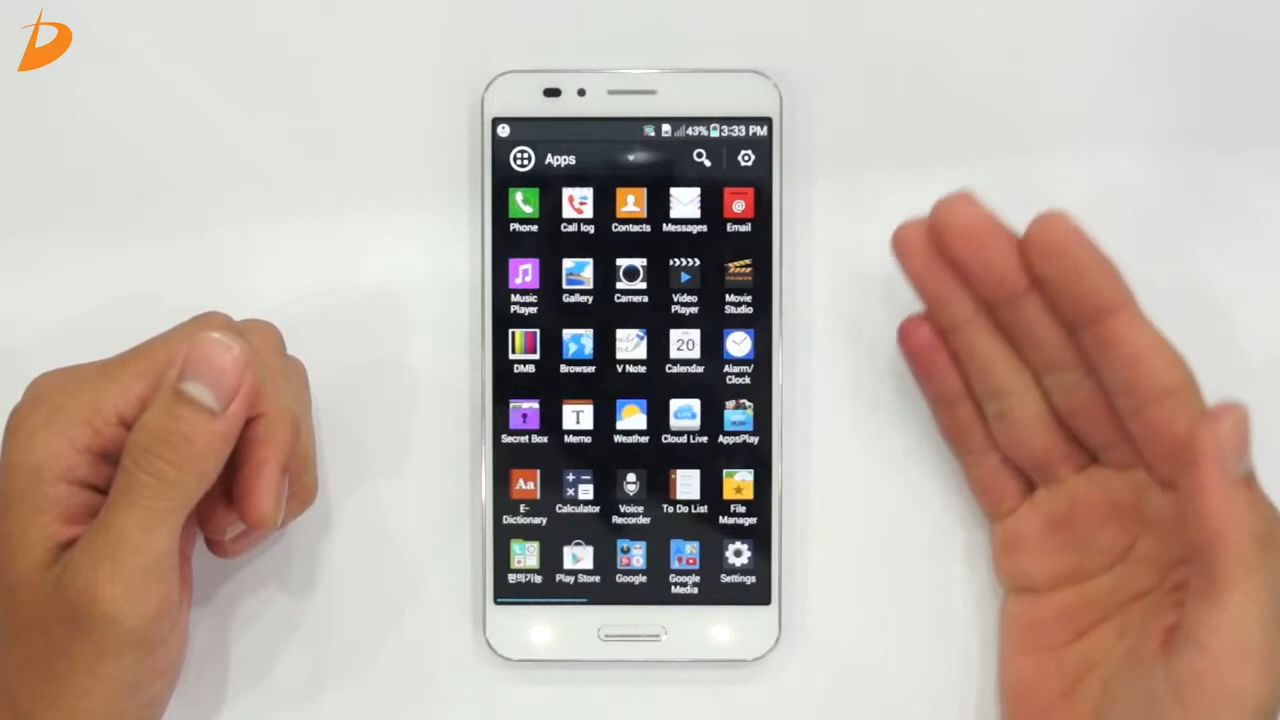 43% 3:33 PM
Apps
Phone Call log Contacts Messages Email
Music Player Gallery Camera Video Player Movie Studio
DMB Browser V Note 20 Calendar Alarm/ Clock
Secret Box T Memo Weather LIVE Cloud Live AppsPlay
Aa E-Dictionary Calculator Voice Recorder To Do List File Manager
편의기능 Play Store Google Google Media Settings